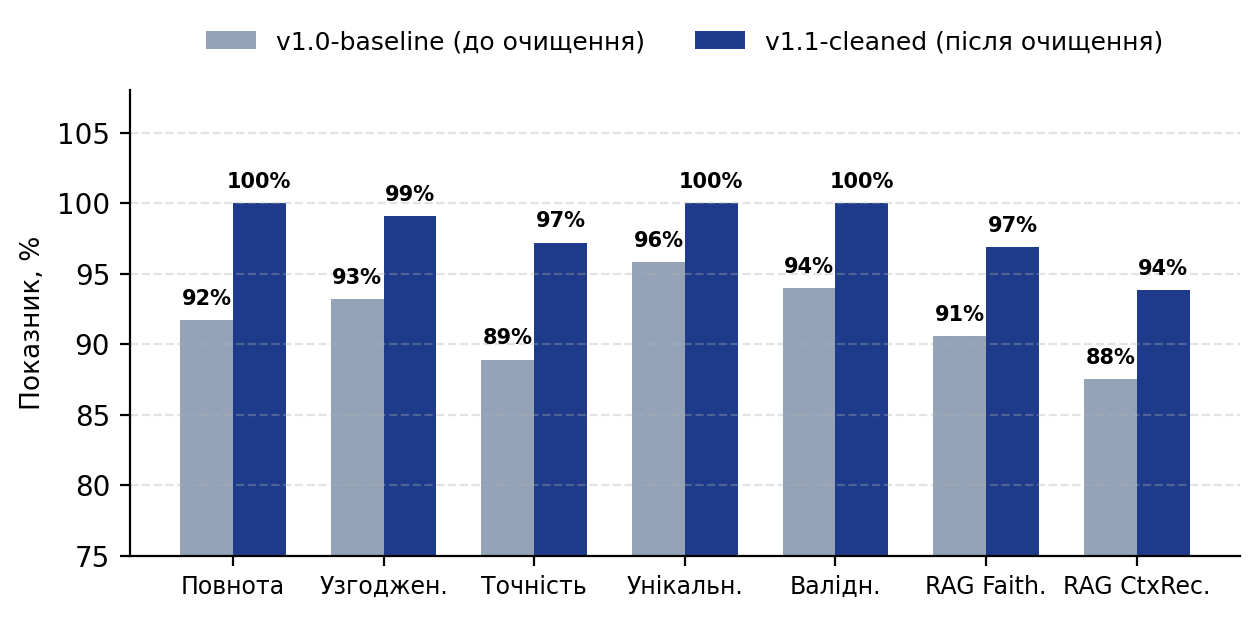 v1.0-baseline (до очищення) v1.1-cleaned (після очищення)
Показник, %
105
100
95
90
85
80
75
92% 100% 93% 99% 89% 97% 96% 100% 94% 100% 91% 97% 88% 94%
Повнота Узгоджен. Точність Унікальн. Валідн. RAG Faith. RAG CtxRec.